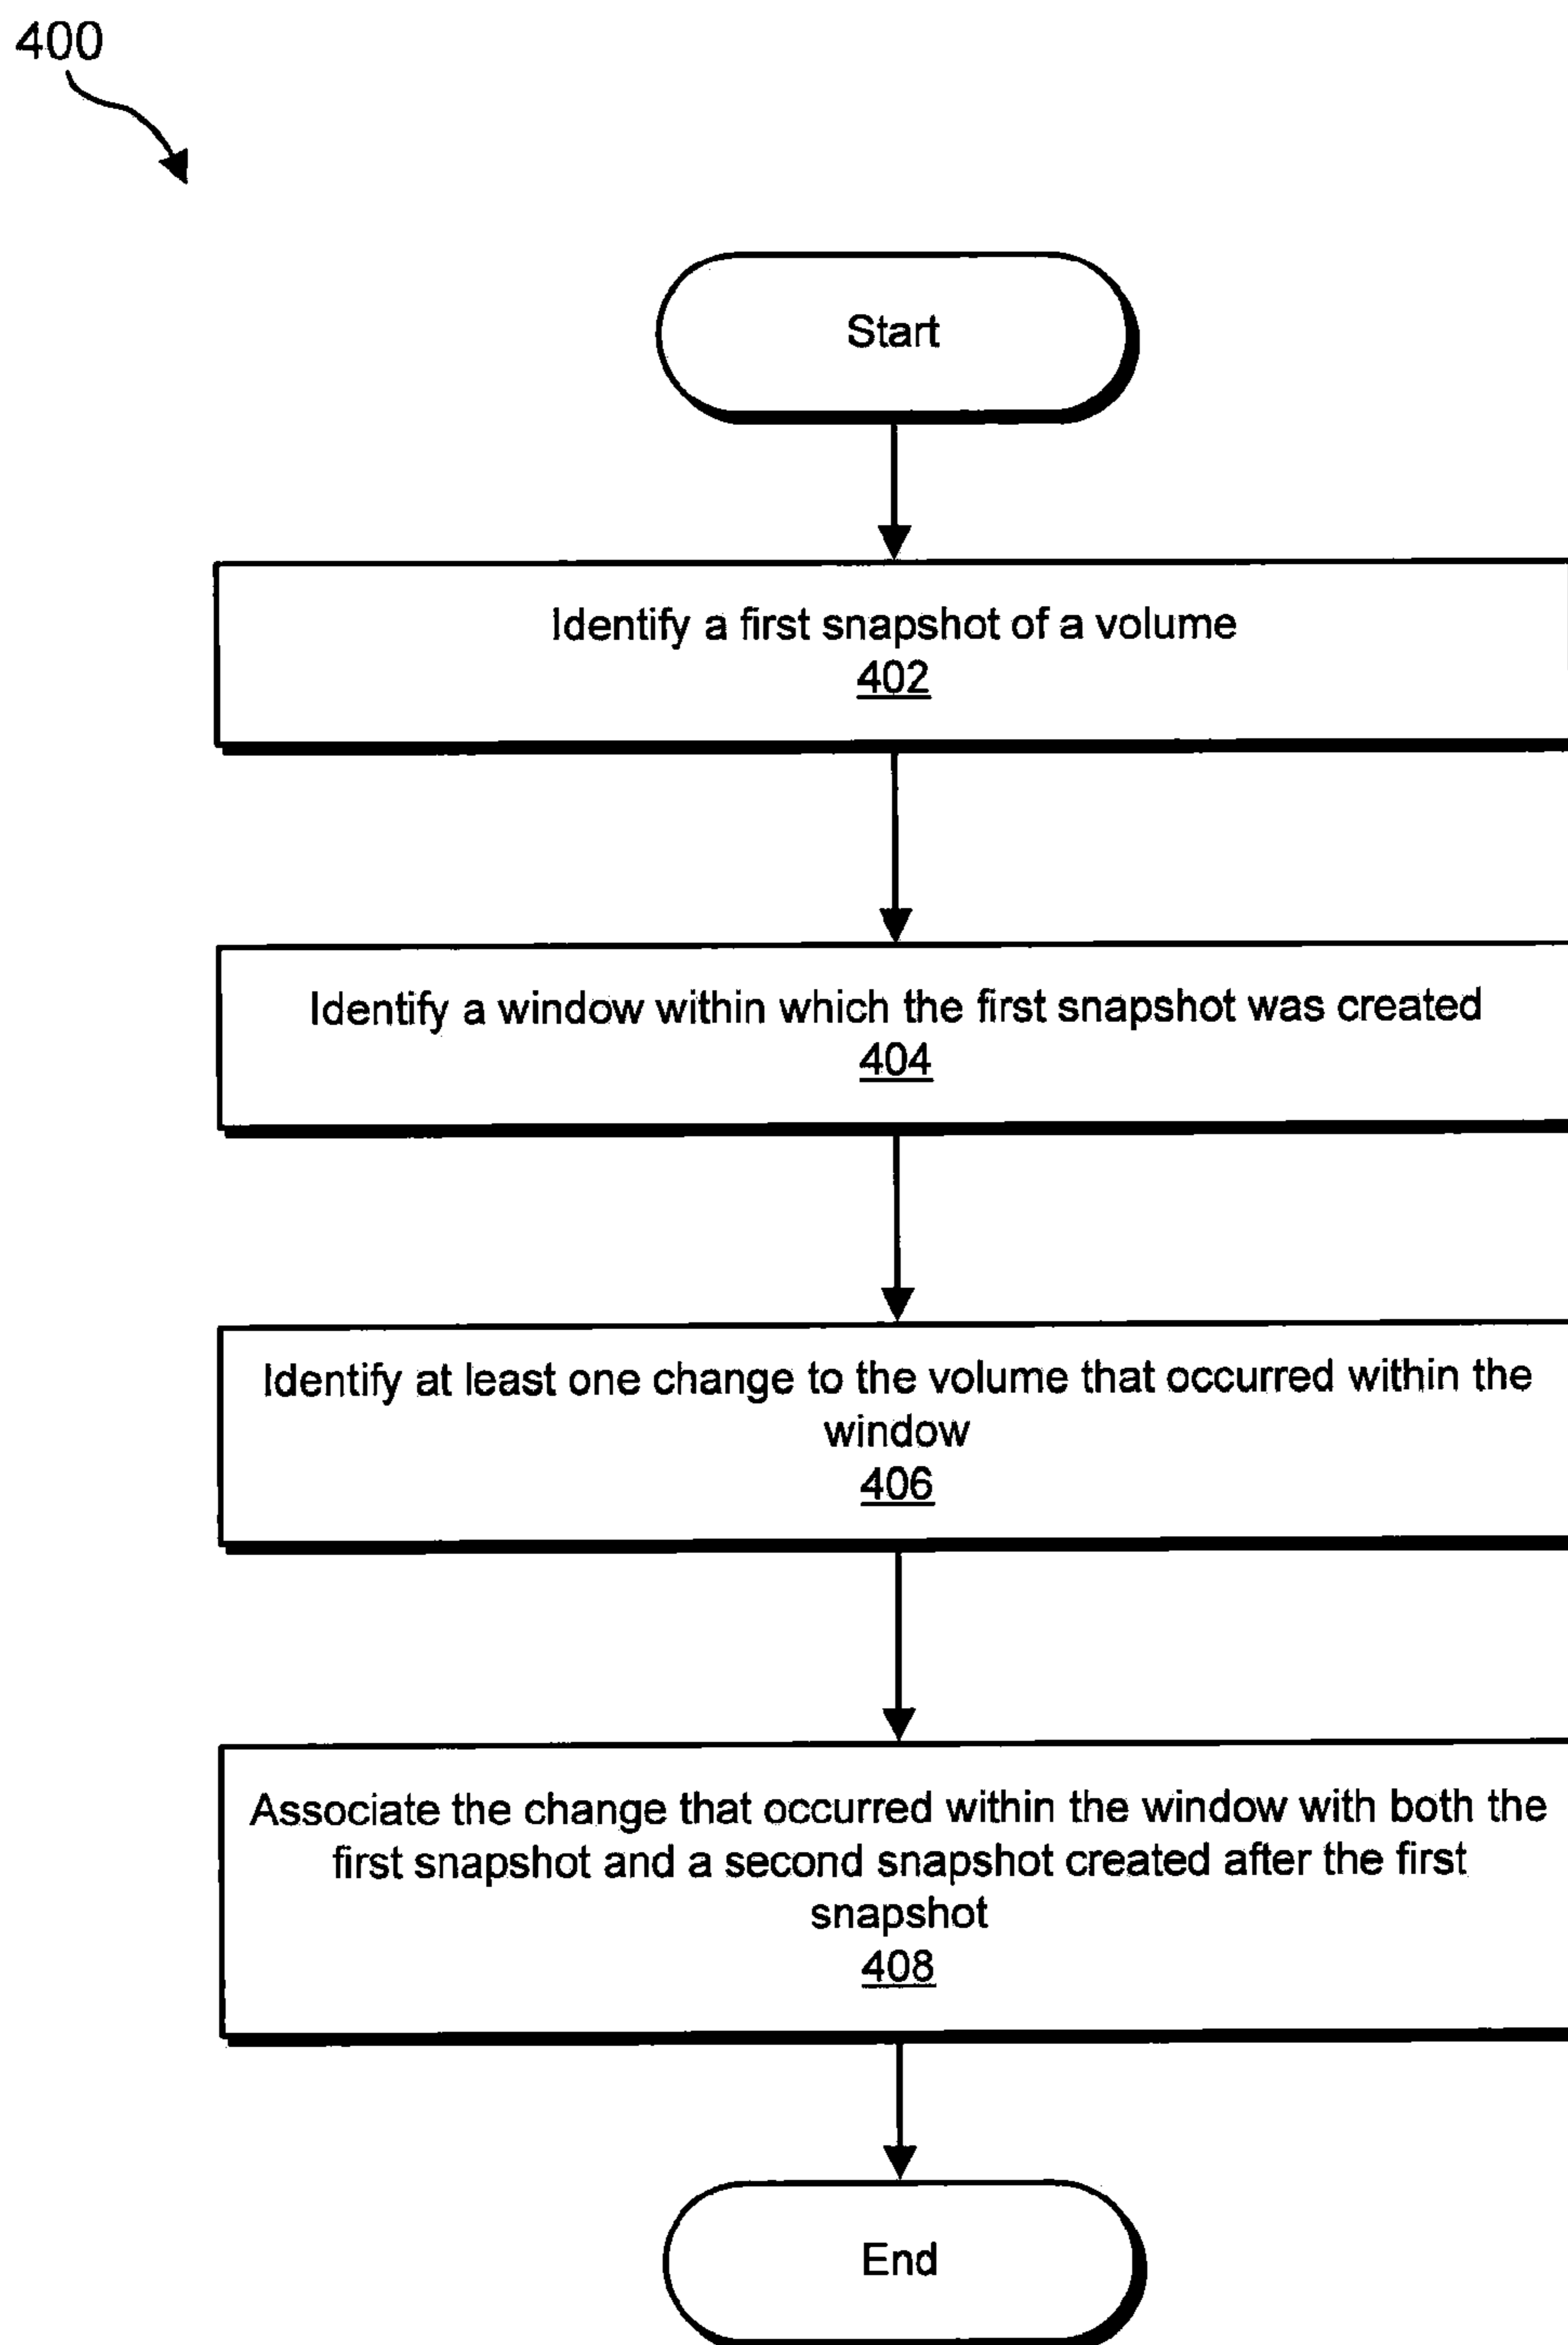 400
Start
Identify a first snapshot of a volume
402
Identify a window within which the first snapshot was created
404
Identify at least one change to the volume that occurred within the
window
406
Associate the change that occurred within the window with both the
first snapshot and a second snapshot created after the first
snapshot
408
End